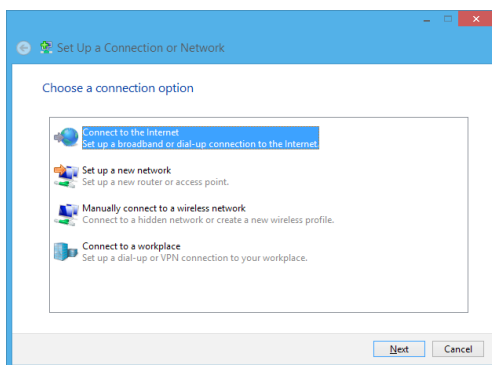 Set Up a Connection or Network
Choose a connection option
Connect to the Internet
Set up a broadband or dial-up connection to the Internet.
Set up a new network
Set up a new router or access point.
Manually connect to a wireless network
Connect to a hidden network or create a new wireless profile.
Connect to a workplace
Set up a dial-up or VPN connection to your workplace.
Next Cancel